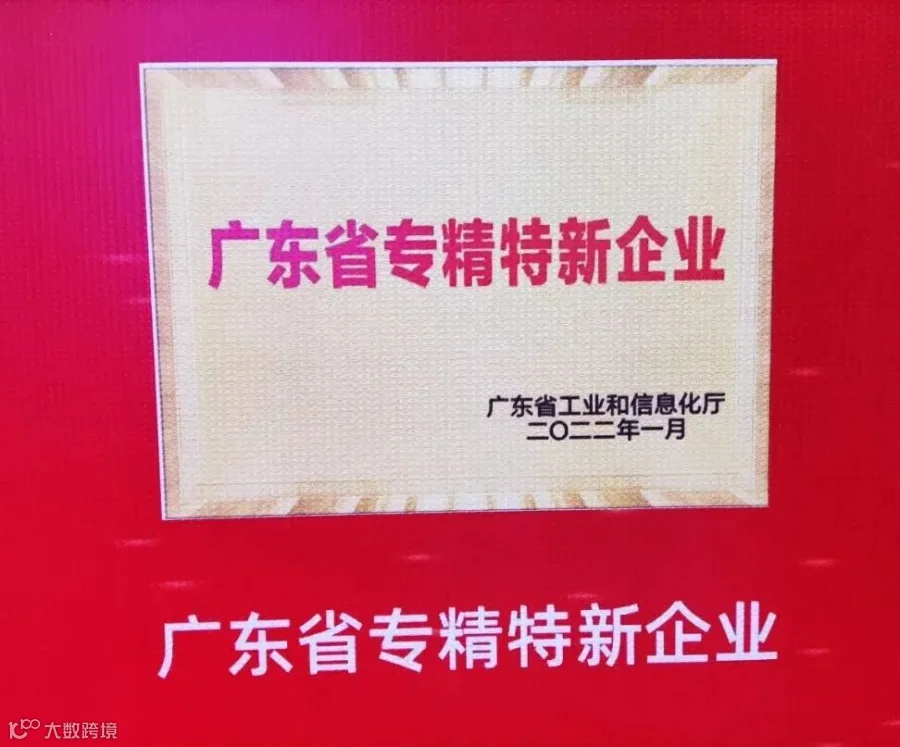 广东省专精特新企业
广东省工业和信息化厅
二〇二二年一月
广东省专精特新企业
大数跨境